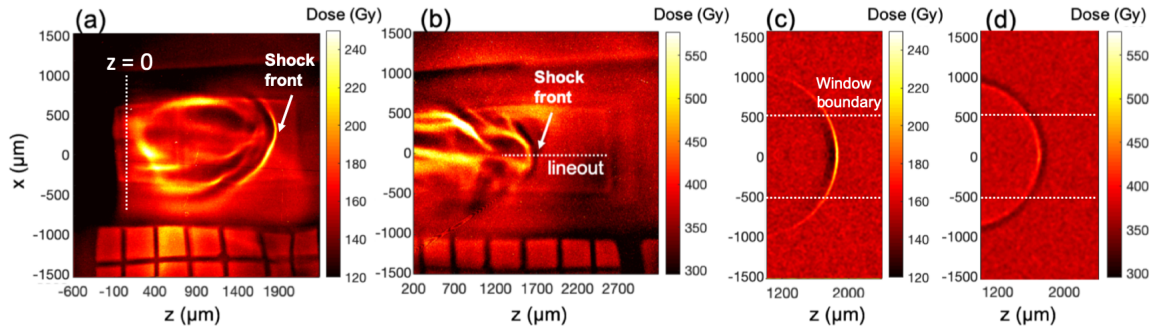 (a)
Dose (Gy)
z = 0
Shock
front
1500
1000
500
0
-500
-1000
-1500
x (μm)
-600 -100 400 900 1400 1900
z (μm)
240
220
200
180
160
140
120
(b)
Dose (Gy)
Shock
front
lineout
1500
1000
500
0
-500
-1000
-1500
200 700 1200 1700 2200 2700
z (μm)
550
500
450
400
350
300
(c)
Dose (Gy)
Window
boundary
1500
1000
500
0
-500
-1000
-1500
1200 2000
z (μm)
240
220
200
180
160
140
120
(d)
Dose (Gy)
1500
1000
500
0
-500
-1000
-1500
1200 2000
z (μm)
550
500
450
400
350
300